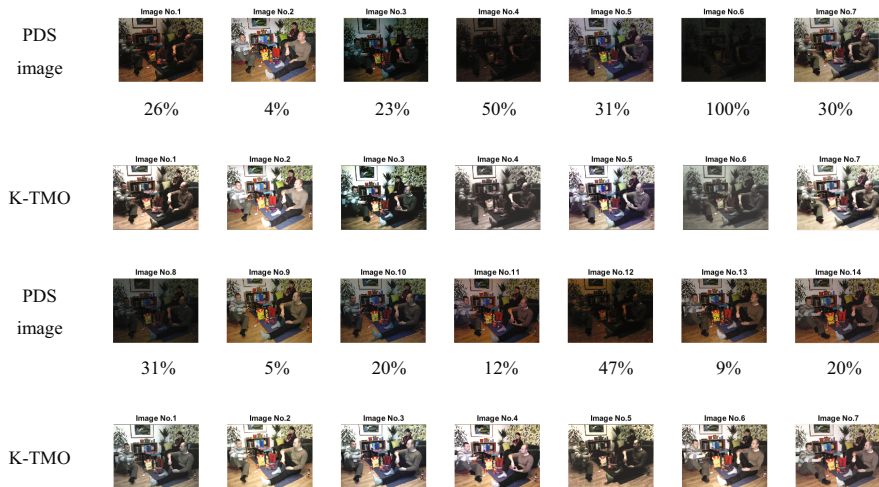 Image No.1 Image No.2 Image No.3 Image No.4 Image No.5 Image No.6 Image No.7
PDS
image
26% 4% 23% 50% 31% 100% 30%
Image No.1 Image No.2 Image No.3 Image No.4 Image No.5 Image No.6 Image No.7
K-TMO
Image No.8 Image No.9 Image No.10 Image No.11 Image No.12 Image No.13 Image No.14
PDS
image
31% 5% 20% 12% 47% 9% 20%
Image No.1 Image No.2 Image No.3 Image No.4 Image No.5 Image No.6 Image No.7
K-TMO